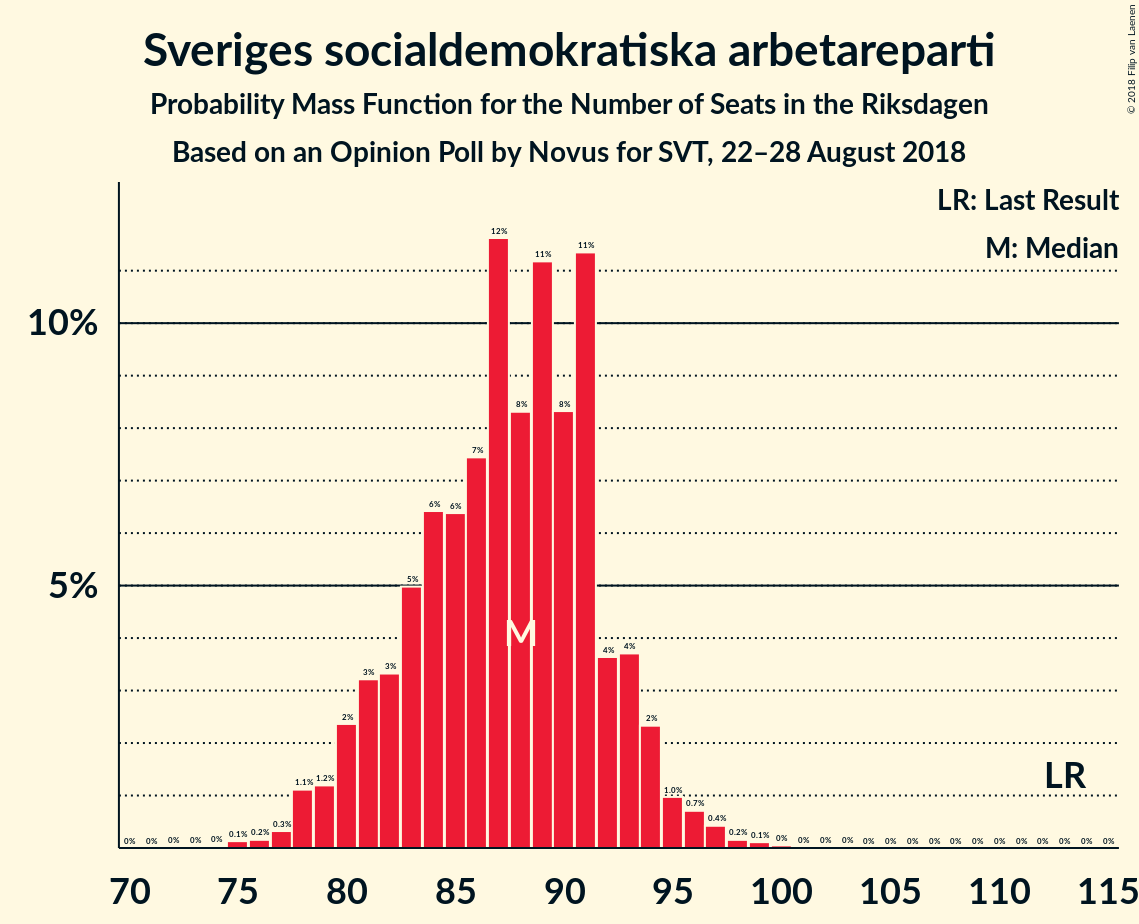 Sveriges socialdemokratiska arbetareparti
Probability Mass Function for the Number of Seats in the Riksdagen
Based on an Opinion Poll by Novus for SVT, 22–28 August 2018
© 2018 Filip van Laenen
LR: Last Result
M: Median
10%
5%
0% 0% 0% 0% 0% 0.1% 0.2% 0.3% 1.1% 1.2% 2% 3% 3% 5% 6% 6% 7% 12% 8% 11% 8% 11% 4% 4% 2% 1.0% 0.7% 0.4% 0.2% 0.1% 0% 0% 0% 0% 0% 0% 0% 0% 0% 0% 0% 0% 0% 0% 0% 0%
M
LR
70 75 80 85 90 95 100 105 110 115